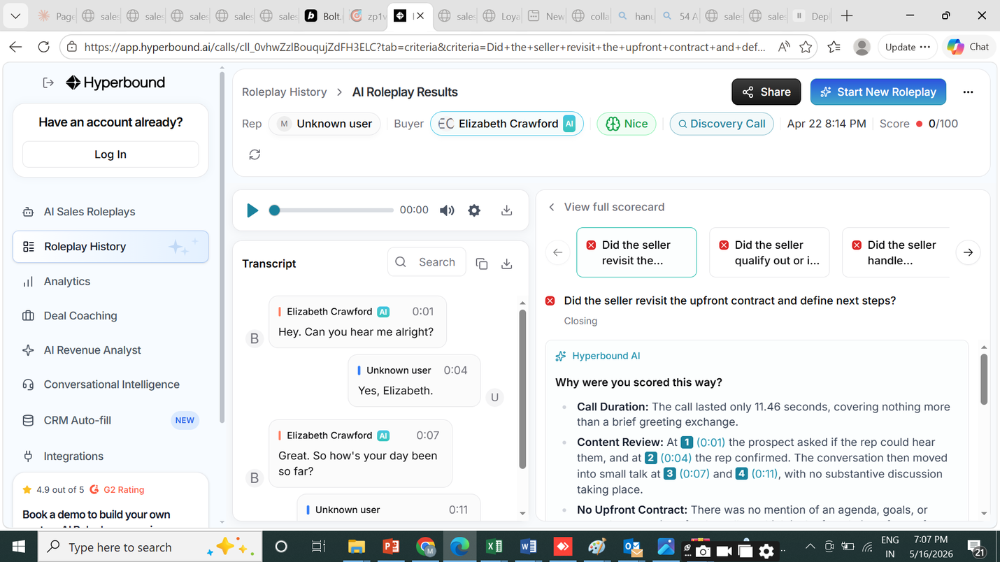 Page
sales
sales
sales
sales
sales
Bolt.
zp1v
I
sales
Loya
New
colla
hanu
54 A
sales
sales
Dep
https://app.hyperbound.ai/calls/cll_0vhwZzlBouqujZdFH3ELC?tab=criteria&criteria=Did+the+seller+revisit+the+upfront+contract+and+def...
Update
Chat
Hyperbound
Have an account already?
Log In
AI Sales Roleplays
Roleplay History
Analytics
Deal Coaching
AI Revenue Analyst
Conversational Intelligence
CRM Auto-fill NEW
Integrations
4.9 out of 5 G2 Rating
Book a demo to build your own
Roleplay History > AI Roleplay Results
Share
Start New Roleplay
Rep M Unknown user Buyer EC Elizabeth Crawford AI Nice Discovery Call Apr 22 8:14 PM Score 0/100
00:00
Transcript
Search
Elizabeth Crawford AI 0:01
Hey. Can you hear me alright?
B
Unknown user 0:04
Yes, Elizabeth.
U
Elizabeth Crawford AI 0:07
Great. So how's your day been
so far?
B
Unknown user 0:11
View full scorecard
Did the seller
revisit the...
Did the seller
qualify out or i...
Did the seller
handle...
Did the seller revisit the upfront contract and define next steps?
Closing
Hyperbound AI
Why were you scored this way?
Call Duration: The call lasted only 11.46 seconds, covering nothing more
than a brief greeting exchange.
Content Review: At 1 (0:01) the prospect asked if the rep could hear
them, and at 2 (0:04) the rep confirmed. The conversation then moved
into small talk at 3 (0:07) and 4 (0:11), with no substantive discussion
taking place.
No Upfront Contract: There was no mention of an agenda, goals, or
Type here to search
ENG
IN
7:07 PM
5/16/2026
21